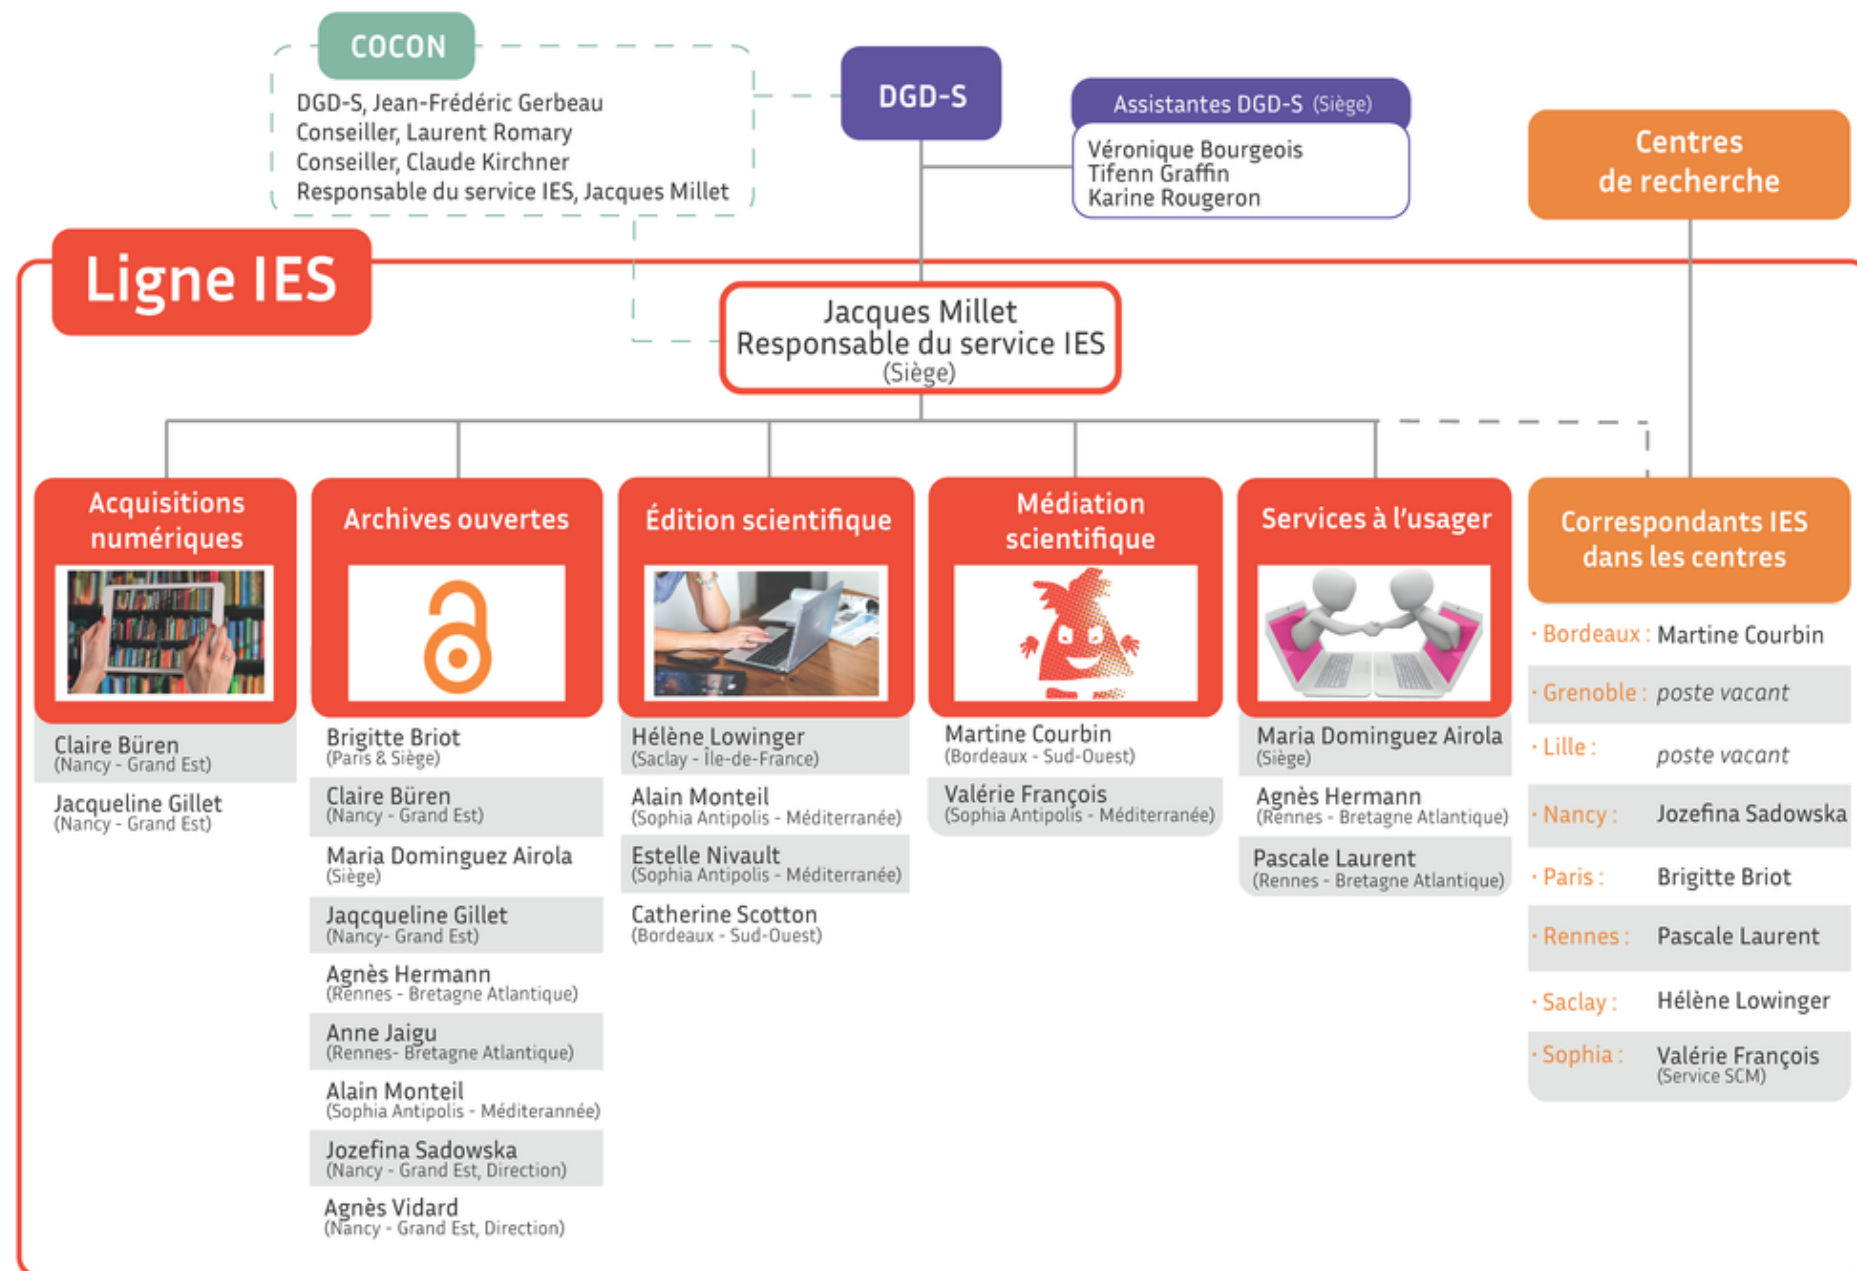 COCON
DGD-S, Jean-Frédéric Gerbeau
Conseiller, Laurent Romary
Conseiller, Claude Kirchner
Responsable du service IES, Jacques Millet
DGD-S
Assistantes DGD-S (Siège)
Véronique Bourgeois
Tifenn Graffin
Karine Rougeron
Centres
de recherche
Ligne IES
Jacques Millet
Responsable du service IES
(Siège)
Acquisitions
numériques
Claire Büren
(Nancy - Grand Est)
Jacqueline Gillet
(Nancy - Grand Est)
Archives ouvertes
Brigitte Briot
(Paris & Siège)
Claire Büren
(Nancy - Grand Est)
Maria Dominguez Airola
(Siège)
Jaqcqueline Gillet
(Nancy- Grand Est)
Agnès Hermann
(Rennes - Bretagne Atlantique)
Anne Jaigu
(Rennes- Bretagne Atlantique)
Alain Monteil
(Sophia Antipolis - Méditerannée)
Jozefina Sadowska
(Nancy - Grand Est, Direction)
Agnès Vidard
(Nancy - Grand Est, Direction)
Édition scientifique
Hélène Lowinger
(Saclay - Île-de-France)
Alain Monteil
(Sophia Antipolis - Méditerranée)
Estelle Nivault
(Sophia Antipolis - Méditerranée)
Catherine Scotton
(Bordeaux - Sud-Ouest)
Médiation
scientifique
Martine Courbin
(Bordeaux - Sud-Ouest)
Valérie François
(Sophia Antipolis - Méditerranée)
Services à l'usager
Maria Dominguez Airola
(Siège)
Agnès Hermann
(Rennes - Bretagne Atlantique)
Pascale Laurent
(Rennes - Bretagne Atlantique)
Correspondants IES
dans les centres
· Bordeaux : Martine Courbin
· Grenoble : poste vacant
· Lille : poste vacant
· Nancy : Jozefina Sadowska
· Paris : Brigitte Briot
· Rennes : Pascale Laurent
· Saclay : Hélène Lowinger
· Sophia : Valérie François
(Service SCM)